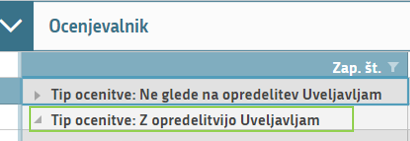 Ocenjevalnik
Zap. št.
Tip ocenitve: Ne glede na opredelitev Uveljavljam
Tip ocenitve: Z opredelitvijo Uveljavljam